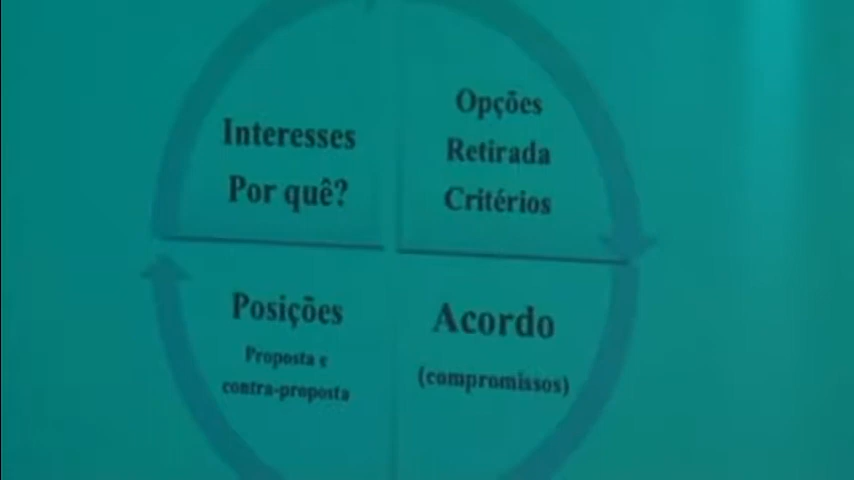 Interesses
Por quê?
Opções
Retirada
Critérios
Posições
Proposta e
contra-proposta
Acordo
(compromissos)